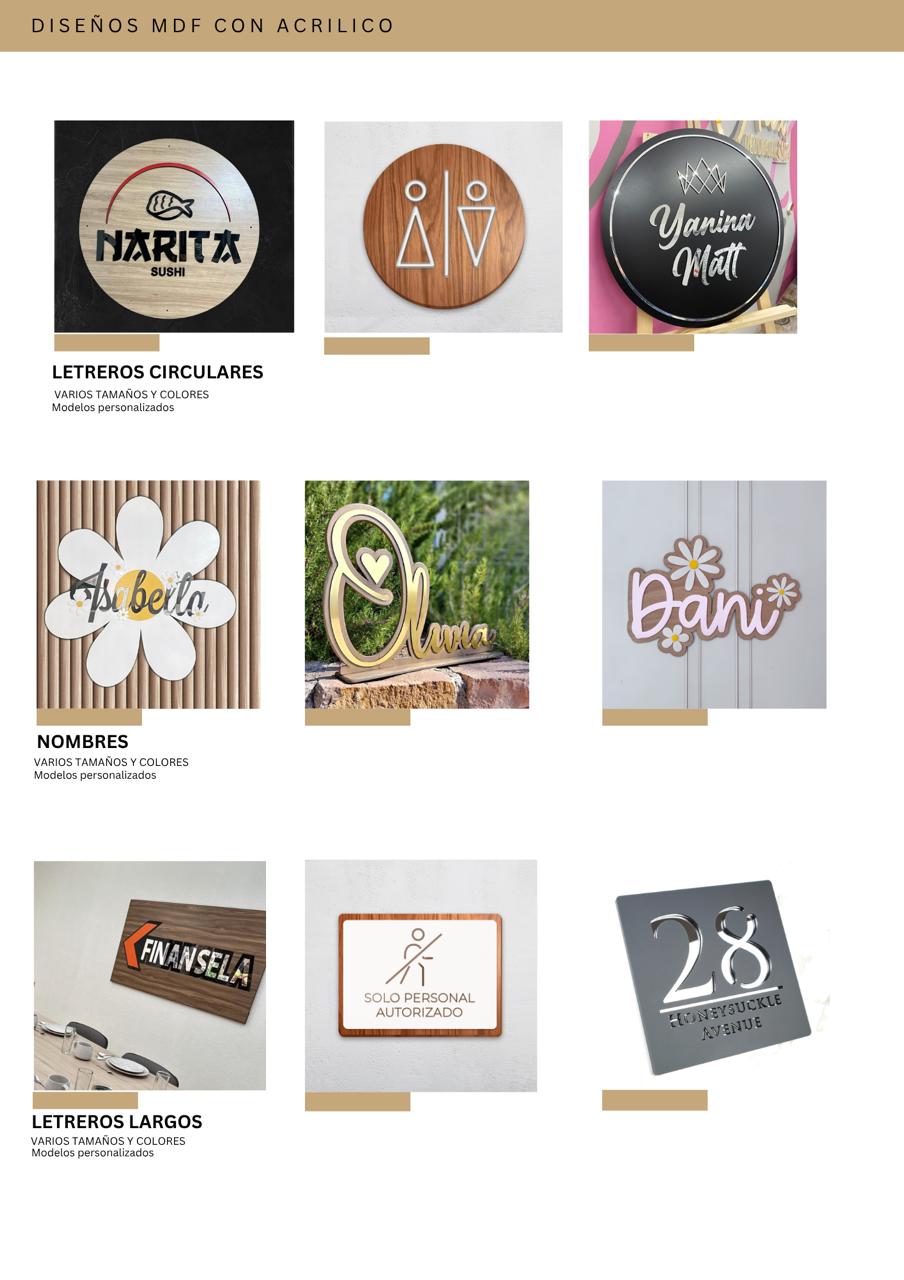 DISEÑOS MDF CON ACRILICO
NARITA
SUSHI
Yanina
Matt
LETREROS CIRCULARES
VARIOS TAMAÑOS Y COLORES
Modelos personalizados
Isabella
Olivia
Dani
NOMBRES
VARIOS TAMAÑOS Y COLORES
Modelos personalizados
FINANSELA
SOLO PERSONAL
AUTORIZADO
28
HONEYSUCKLE
AVENUE
LETREROS LARGOS
VARIOS TAMAÑOS Y COLORES
Modelos personalizados